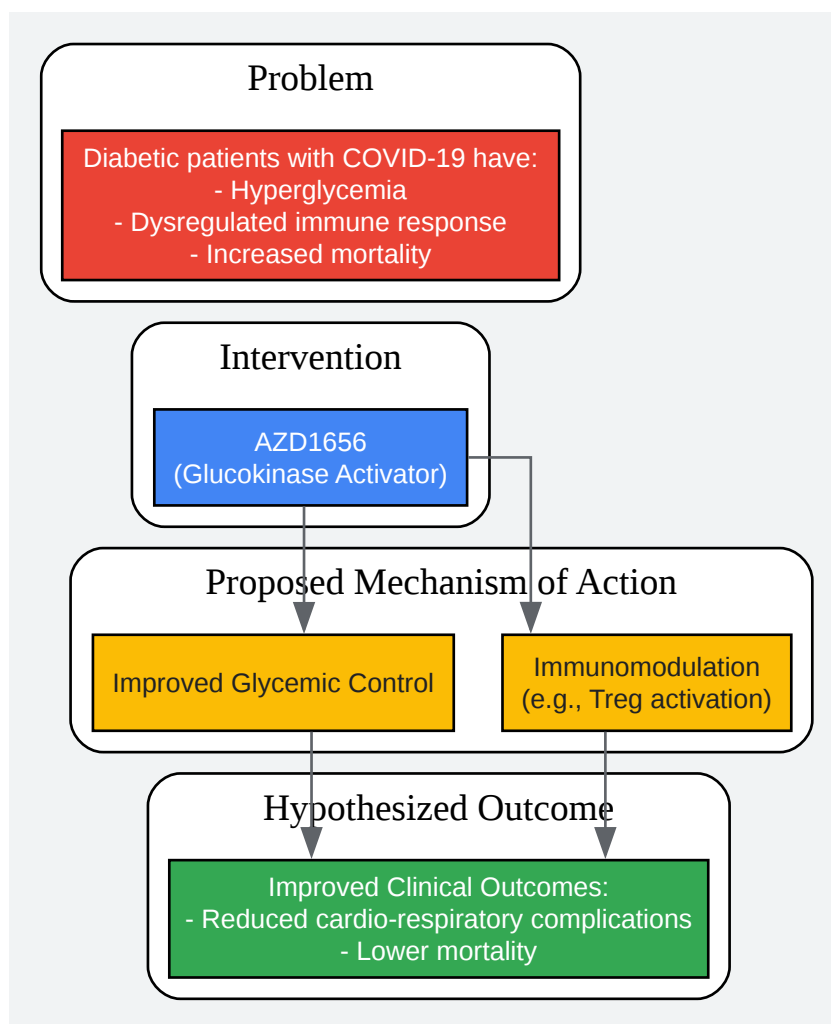 Problem
Diabetic patients with COVID-19 have:
- Hyperglycemia
- Dysregulated immune response
- Increased mortality
Intervention
AZD1656
(Glucokinase Activator)
Proposed Mechanism of Action
Improved Glycemic Control
Immunomodulation
(e.g., Treg activation)
Hypothesized Outcome
Improved Clinical Outcomes:
- Reduced cardio-respiratory complications
- Lower mortality